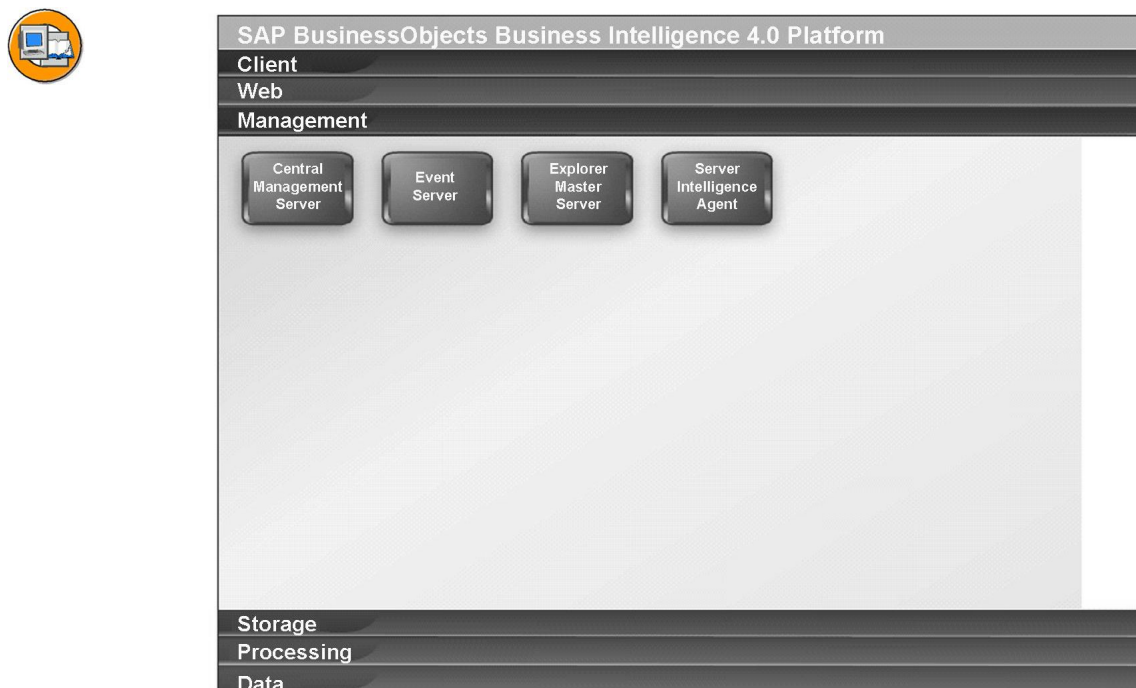 SAP BusinessObjects Business Intelligence 4.0 Platform
Client
Web
Management
Central
Management
Server
Event
Server
Explorer
Master
Server
Server
Intelligence
Agent
Storage
Processing
Data